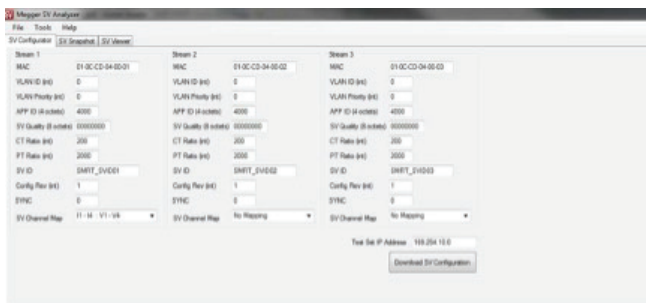 Megger SV Analyzer
File Tools Help
SV Configurator SV Snapshot SV Viewer
Stream 1
MAC 01-0C-CD-04-00-01
VLAN ID (int) 0
VLAN Priority (int) 0
APP ID (4 octets) 4000
SV Quality (8 octets) 00000000
CT Ratio (int) 200
PT Ratio (int) 2000
SV ID SMRT_SVID01
Config Rev (int) 1
SYNC 0
SV Channel Map I1 - I4 V1 - V4
Stream 2
MAC 01-0C-CD-04-00-02
VLAN ID (int) 0
VLAN Priority (int) 0
APP ID (4 octets) 4000
SV Quality (8 octets) 00000000
CT Ratio (int) 200
PT Ratio (int) 2000
SV ID SMRT_SVID02
Config Rev (int) 1
SYNC 0
SV Channel Map No Mapping
Stream 3
MAC 01-0C-CD-04-00-03
VLAN ID (int) 0
VLAN Priority (int) 0
APP ID (4 octets) 4000
SV Quality (8 octets) 00000000
CT Ratio (int) 200
PT Ratio (int) 2000
SV ID SMRT_SVID03
Config Rev (int) 1
SYNC 0
SV Channel Map No Mapping
Test Set IP Address 169.254.10.0
Download SV Configuration